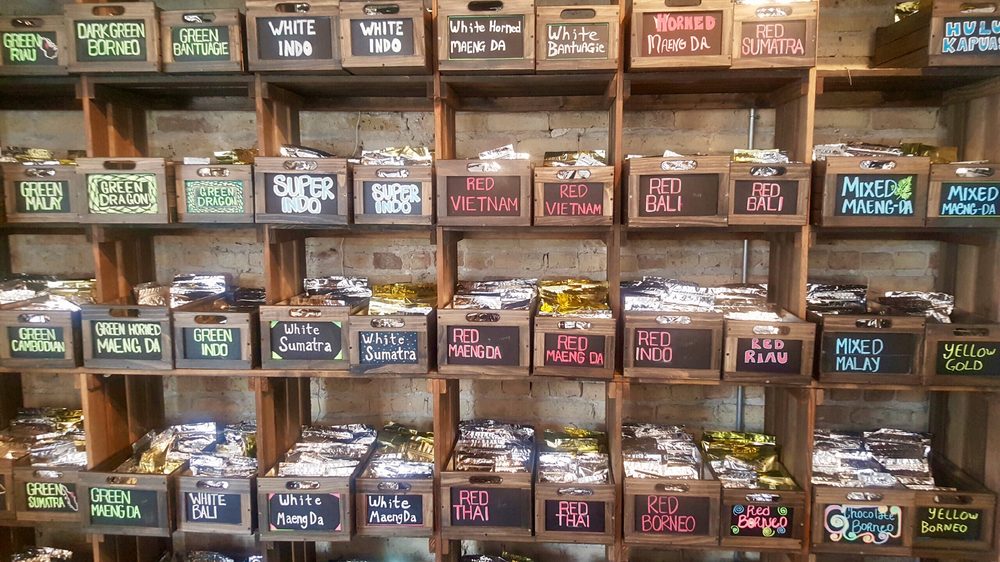 GREEN
RIAU
DARK GREEN
BORNEO
GREEN
BANTUAGIE
WHITE
INDO
WHITE
INDO
White Horned
MAENG DA
White
BANTUAGIE
HORNED
MAENG DA
RED
SUMATRA
HULU
KAPUAS
GREEN
MALAY
GREEN
DRAGON
GREEN
DRAGON
SUPER
INDO
SUPER
INDO
RED
VIETNAM
RED
VIETNAM
RED
BALI
RED
BALI
MIXED
MAENG-DA
MIXED
MAENG-DA
GREEN
CAMBODIAN
GREEN HORNED
MAENG DA
GREEN
INDO
White
Sumatra
White
Sumatra
RED
MAENG DA
RED
MAENG DA
RED
INDO
RED
RIAU
MIXED
MALAY
YELLOW
GOLD
GREEN
SUMATRA
GREEN
MAENG DA
WHITE
BALI
White
Maeng Da
White
Maeng Da
RED
THAI
RED
THAI
RED
BORNEO
Red
Borneo
Chocolate
Borneo
YELLOW
BORNEO